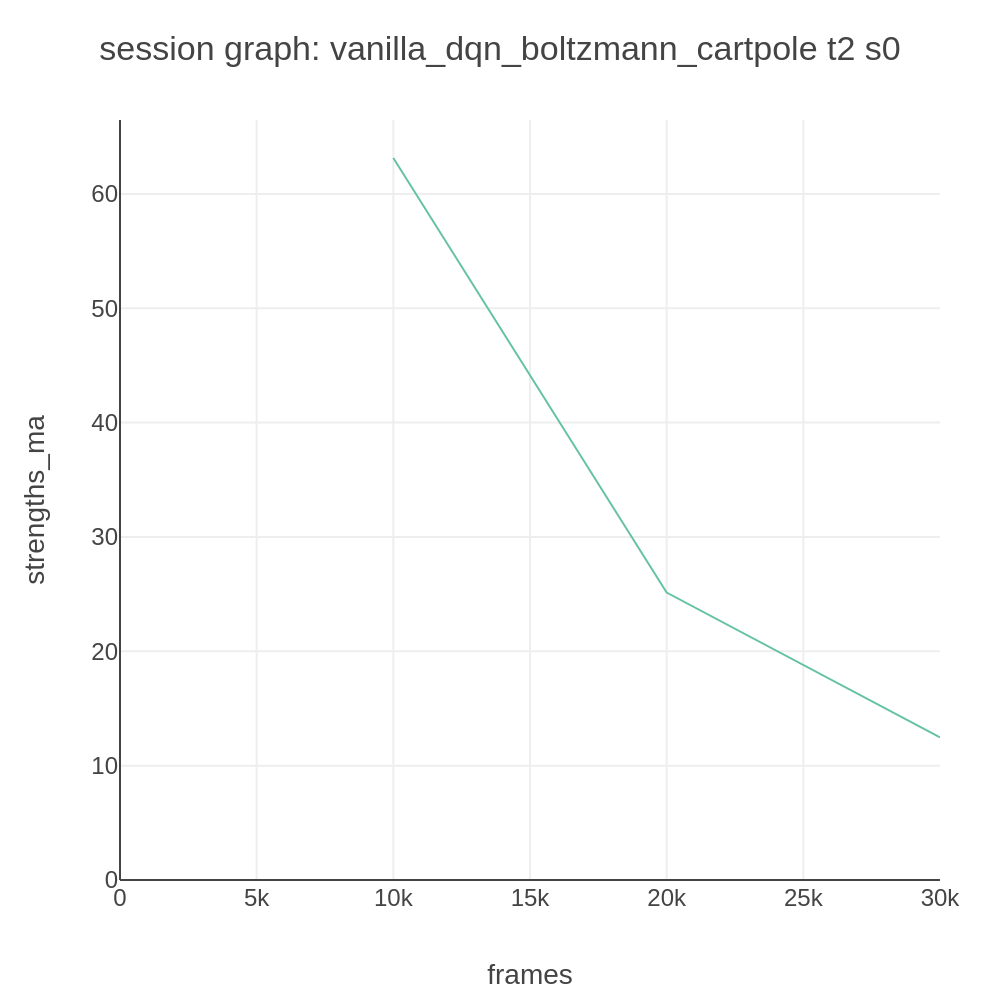 session graph: vanilla_dqn_boltzmann_cartpole t2 s0
60
50
40
30
20
10
0
strengths_ma
0 5k 10k 15k 20k 25k 30k
frames